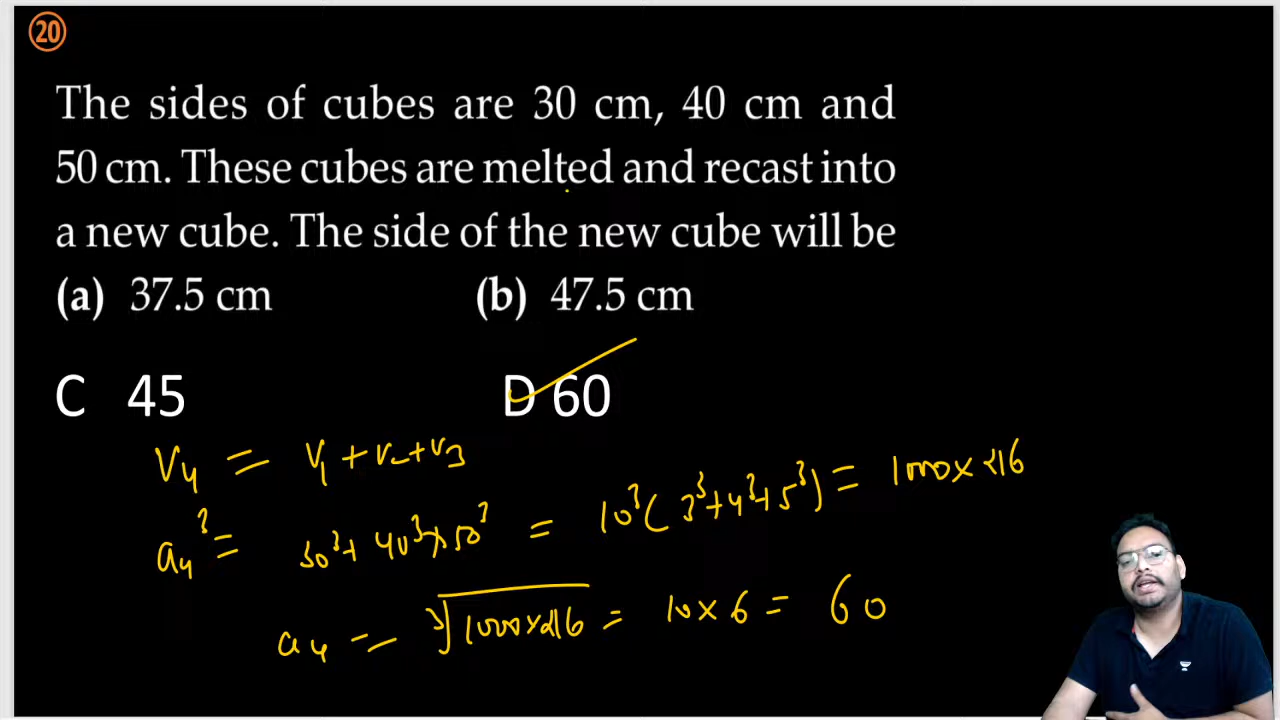 20
The sides of cubes are 30 cm, 40 cm and
50 cm. These cubes are melted and recast into
a new cube. The side of the new cube will be
(a) 37.5 cm (b) 47.5 cm
C 45 D 60
V4 = V1 + V2 + V3
a4³ = 30³ + 40³ + 50³ = 10³ ( 3³ + 4³ + 5³ ) = 1000 × 216
a4 = ∛1000 × 216 = 10 × 6 = 60